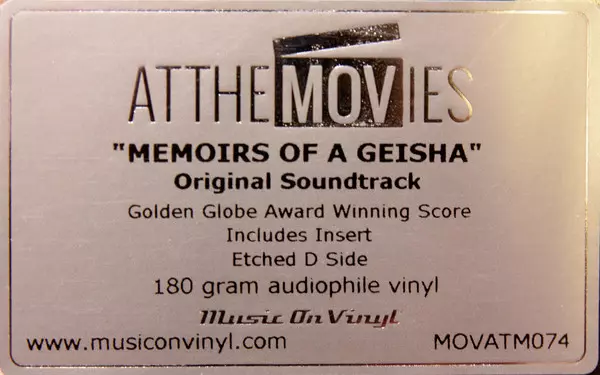 ATTHEMOVIES
"MEMOIRS OF A GEISHA"
Original Soundtrack
Golden Globe Award Winning Score
Includes Insert
Etched D Side
180 gram audiophile vinyl
Music On Vinyl
www.musiconvinyl.com MOVATM074